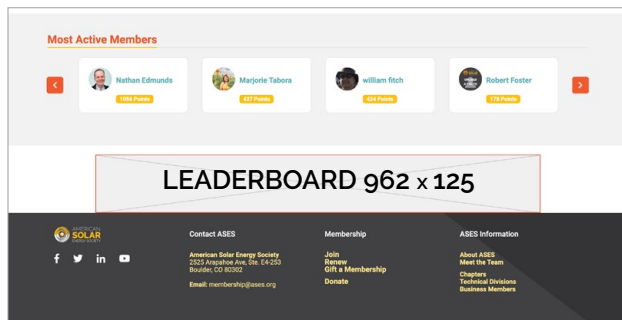 Most Active Members
Nathan Edmunds
1056 Points
Marjorie Tabora
437 Points
william fitch
424 Points
Robert Foster
178 Points
LEADERBOARD 962 x 125
AMERICAN
SOLAR
ENERGY SOCIETY
Contact ASES
American Solar Energy Society
2525 Arapahoe Ave, Ste. E4-253
Boulder, CO 80302
Email: membership@ases.org
Membership
Join
Renew
Gift a Membership
Donate
ASES Information
About ASES
Meet the Team
Chapters
Technical Divisions
Business Members